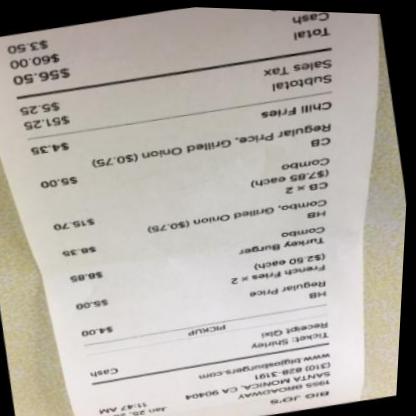 BIG JO'S
1955 BROADWAY
SANTA MONICA, CA 90404
(310) 828-3191
www.bigjosburgers.com
Jan 25,
11:47 AM
Cash
Ticket: Shirley
Receipt
PICKUP
HB $4.00
Regular Price
French Fries × 2 $5.00
($2.50 each)
Turkey Burger $8.85
Combo
HB $8.35
Combo, Grilled Onion ($0.75)
CB × 2 $15.70
($7.85 each)
Combo
CB $5.00
Regular Price, Grilled Onion ($0.75)
Chili Fries $4.35
Subtotal $51.25
Sales Tax $5.25
Total $56.50
Cash $60.00
$3.50